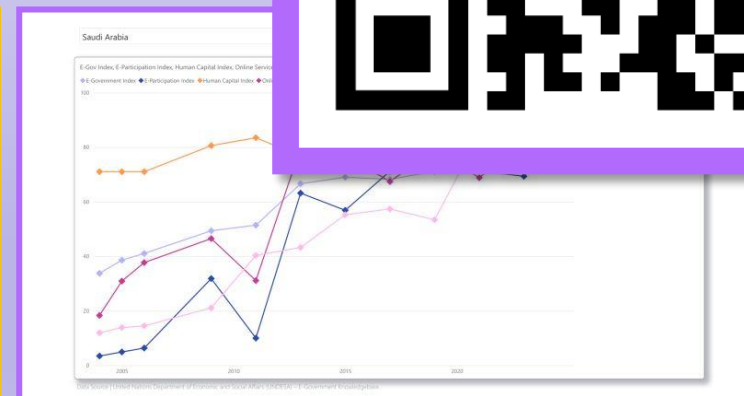 Saudi Arabia
E-Gov Index, E-Participation Index, Human Capital Index, Online Servic
E-Government Index E-Participation Index Human Capital Index Onl
100
80
60
40
20
0
2005 2010 2015 2020
Data Source | United Nations Department of Economic and Social Affairs (UNDESA) – E-Government Knowledgebase